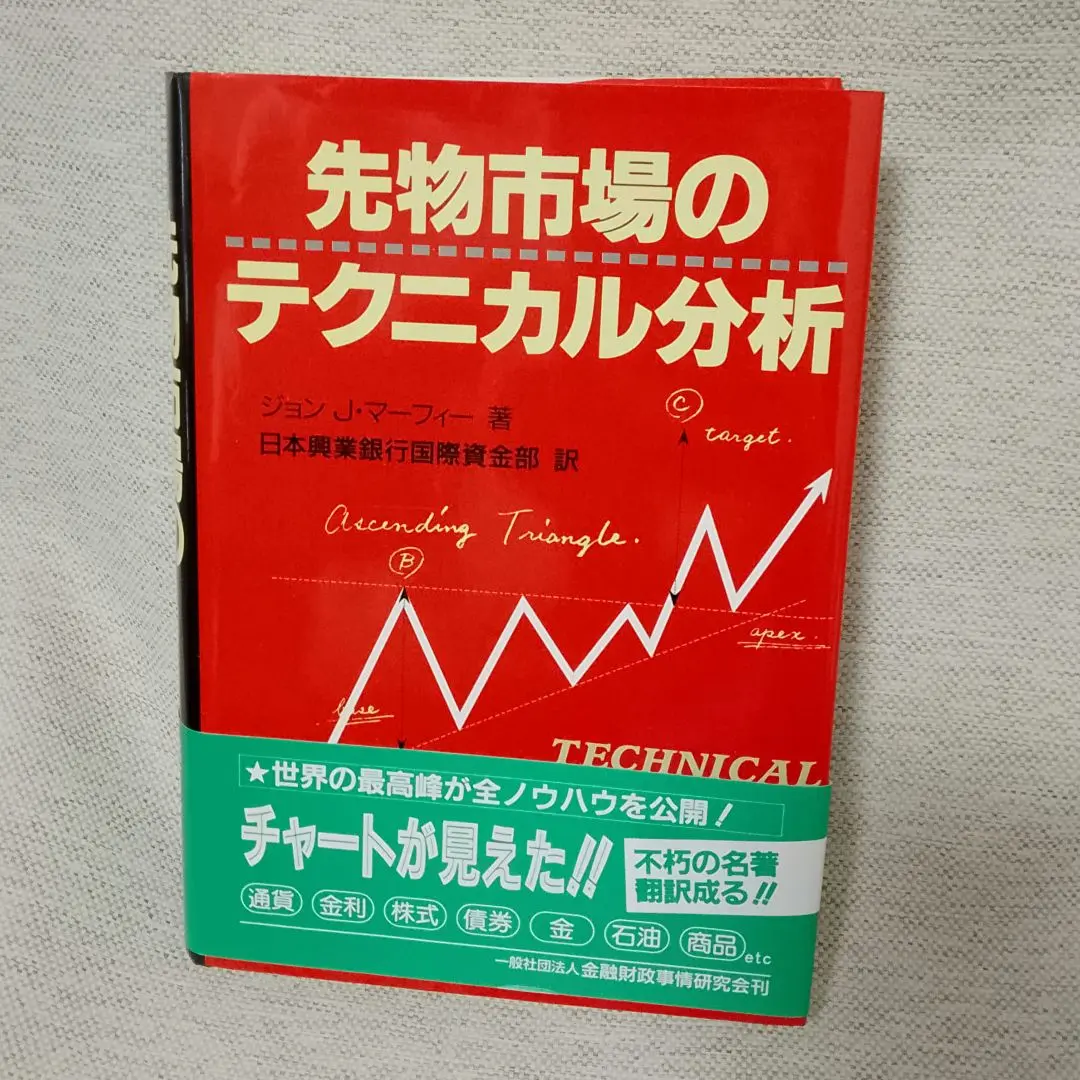 先物市場の
テクニカル分析
ジョン J・マーフィー 著
日本興業銀行国際資金部 訳
C
target.
Ascending Triangle.
B
apex.
base
TECHNICAL
★世界の最高峰が全ノウハウを公開!
チャートが見えた!!
不朽の名著
翻訳成る!!
通貨 金利 株式 債券 金 石油 商品 etc
一般社団法人 金融財政事情研究会刊